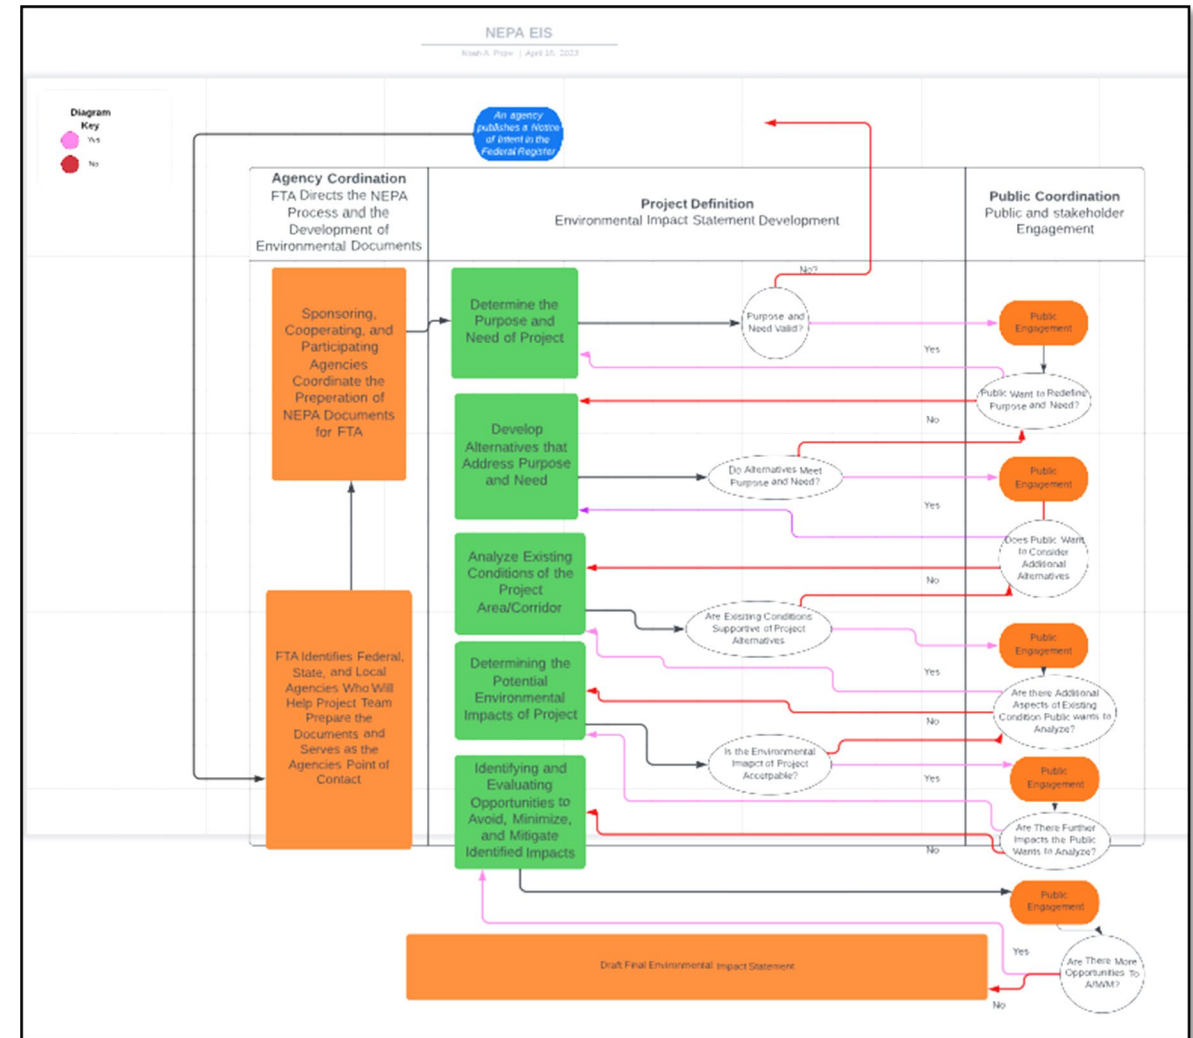 NEPA EIS
Noah A. Pope | April 16, 2023
Diagram
Key
Yes
No
An agency
publishes a Notice
of Intent in the
Federal Register
Agency Cordination
FTA Directs the NEPA
Process and the
Development of
Environmental Documents
Project Definition
Environmental Impact Statement Development
Public Coordination
Public and stakeholder
Engagement
No?
Sponsoring,
Cooperating, and
Participating
Agencies
Coordinate the
Preperation of
NEPA Documents
for FTA
Determine the
Purpose and
Need of Project
Purpose and
Need Valid?
Public
Engagement
Yes
Public Want to Redefine
Purpose and Need?
No
Develop
Alternatives that
Address Purpose
and Need
Do Alternatives Meet
Purpose and Need?
Public
Engagement
Yes
Does Public Want
to Consider
Additional
Alternatives
No
Analyze Existing
Conditions of the
Project
Area/Corridor
Are Exisiting Conditions
Supportive of Project
Alternatives
Public
Engagement
Yes
FTA Identifies Federal,
State, and Local
Agencies Who Will
Help Project Team
Prepare the
Documents and
Serves as the
Agencies Point of
Contact
Determining the
Potential
Environmental
Impacts of Project
Are there Additional
Aspects of Existing
Condition Public wants to
Analyze?
No
Is the Environmental
Imapct of Project
Accerpable?
Public
Engagement
Yes
Identifying and
Evaluating
Opportunities to
Avoid, Minimize,
and Mitigate
Identified Impacts
Are There Further
Impacts the Public
Wants to Analyze?
No
Public
Engagement
Yes
Are There More
Opportunities To
A/M/M?
Draft Final Environmental Impact Statement
No